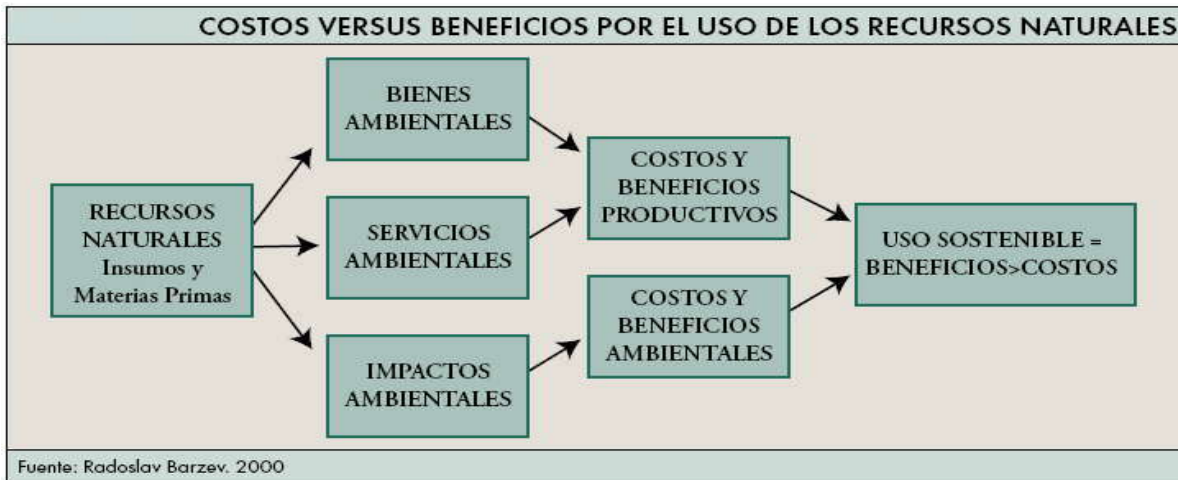 COSTOS VERSUS BENEFICIOS POR EL USO DE LOS RECURSOS NATURALES
RECURSOS
NATURALES
Insumos y
Materias Primas
BIENES
AMBIENTALES
SERVICIOS
AMBIENTALES
IMPACTOS
AMBIENTALES
COSTOS Y
BENEFICIOS
PRODUCTIVOS
COSTOS Y
BENEFICIOS
AMBIENTALES
USO SOSTENIBLE =
BENEFICIOS>COSTOS
Fuente: Radoslav Barzev. 2000